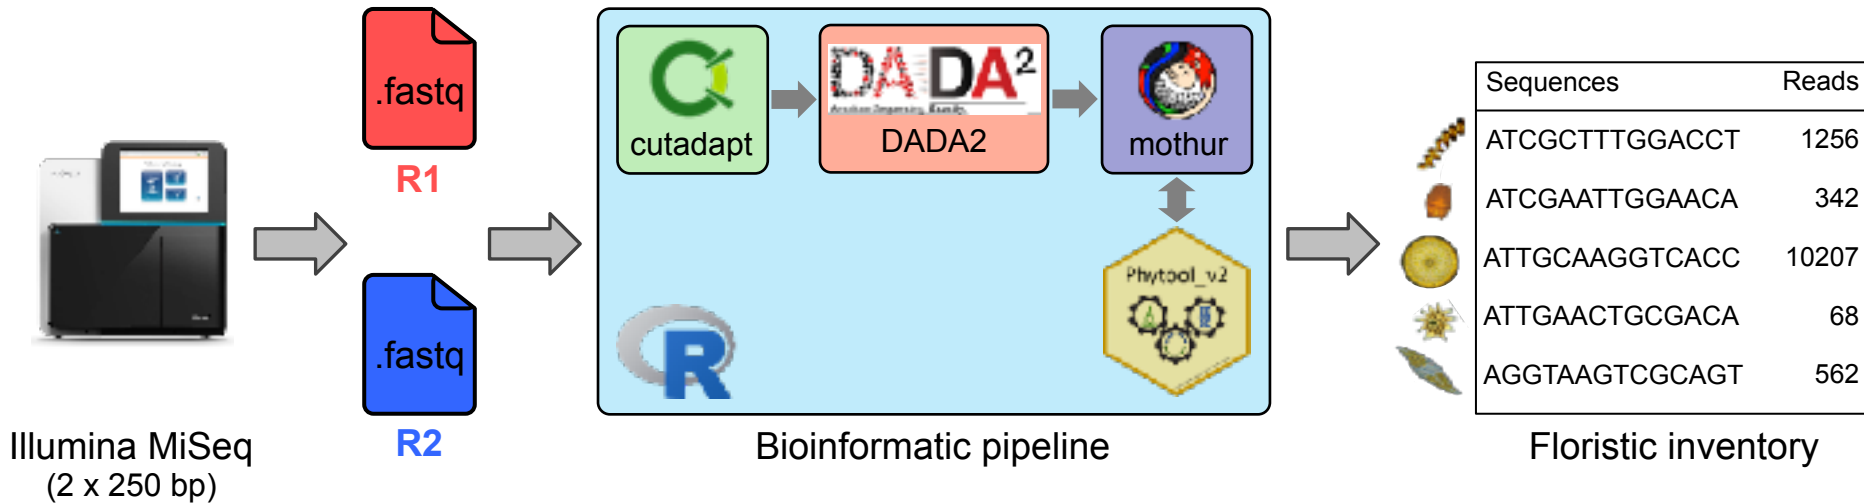 Illumina MiSeq
(2 x 250 bp)
.fastq
R1
.fastq
R2
cutadapt
DADA2
DADA2
mothur
Phytool_v2
R
Bioinformatic pipeline
Sequences Reads
ATCGCTTTGGACCT 1256
ATCGAATTGGAACA 342
ATTGCAAGGTCACC 10207
ATTGAACTGCGACA 68
AGGTAAGTCGCAGT 562
Floristic inventory